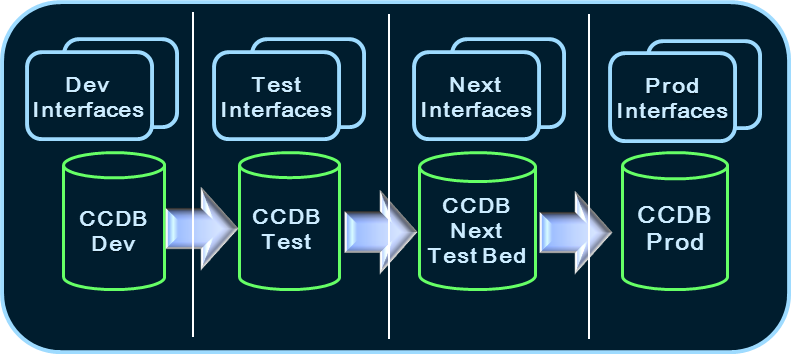 Dev
Interfaces
Test
Interfaces
Next
Interfaces
Prod
Interfaces
CCDB
Dev
CCDB
Test
CCDB
Next
Test Bed
CCDB
Prod